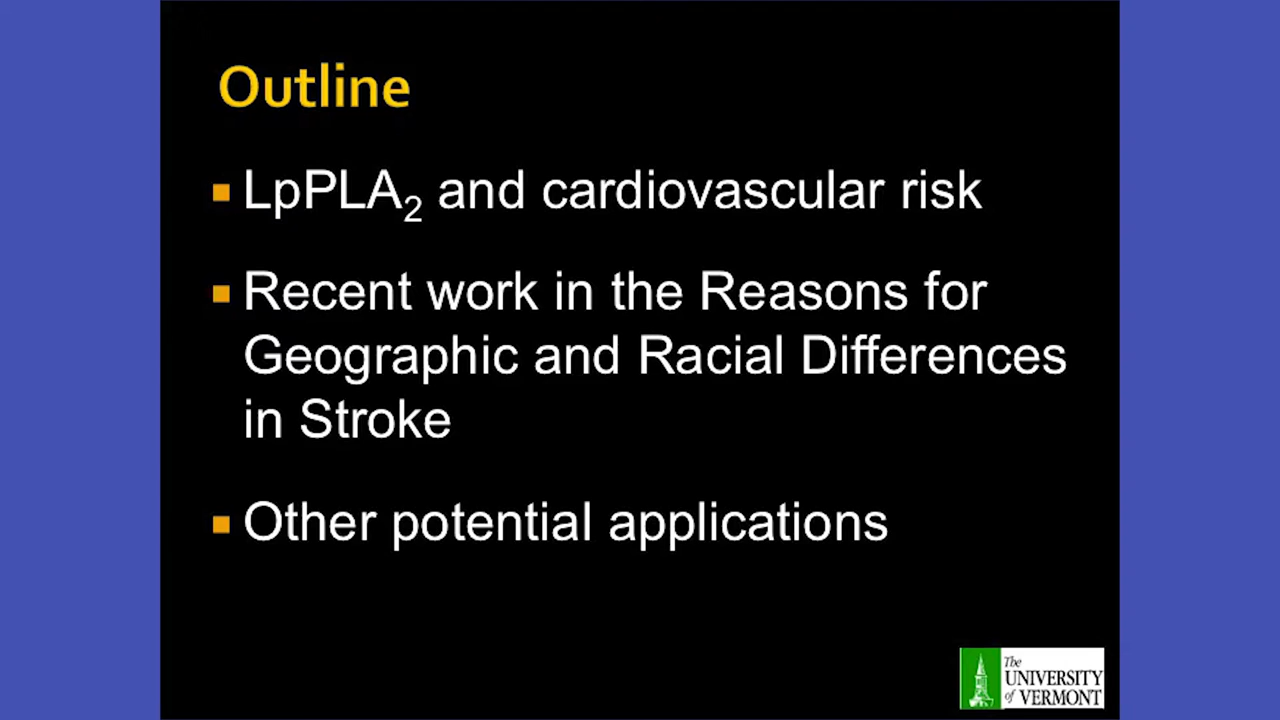 Outline
LpPLA₂ and cardiovascular risk
Recent work in the Reasons for
Geographic and Racial Differences
in Stroke
Other potential applications
The
UNIVERSITY
of VERMONT